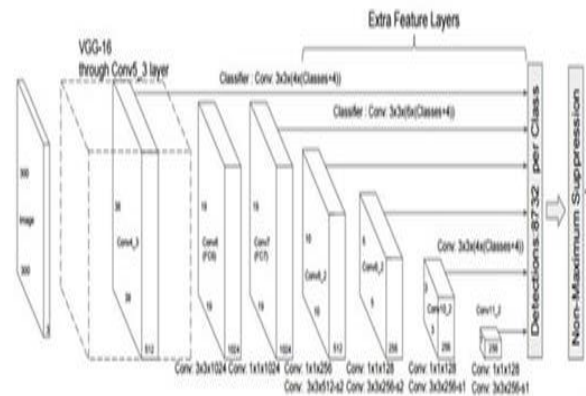 Extra Feature Layers
VGG-16
through Conv5_3 layer
Classifier : Conv: 3x3x(4x(Classes+4))
Classifier : Conv: 3x3x(6x(Classes+4))
Conv: 3x3x(4x(Classes+4))
300
Image
300
3
38
Conv4_3
38
512
19
Conv6
(FC6)
19
1024
19
Conv7
(FC7)
19
1024
10
10
512
5
5
256
3
Conv10_2
3
256
Conv11_2
256
Detections:8732 per Class
Non-Maximum Suppression
Conv: 3x3x1024
Conv: 1x1x1024
Conv: 1x1x256
Conv: 3x3x512-s2
Conv: 1x1x128
Conv: 3x3x256-s2
Conv: 1x1x128
Conv: 3x3x256-s1
Conv: 1x1x128
Conv: 3x3x256-s1